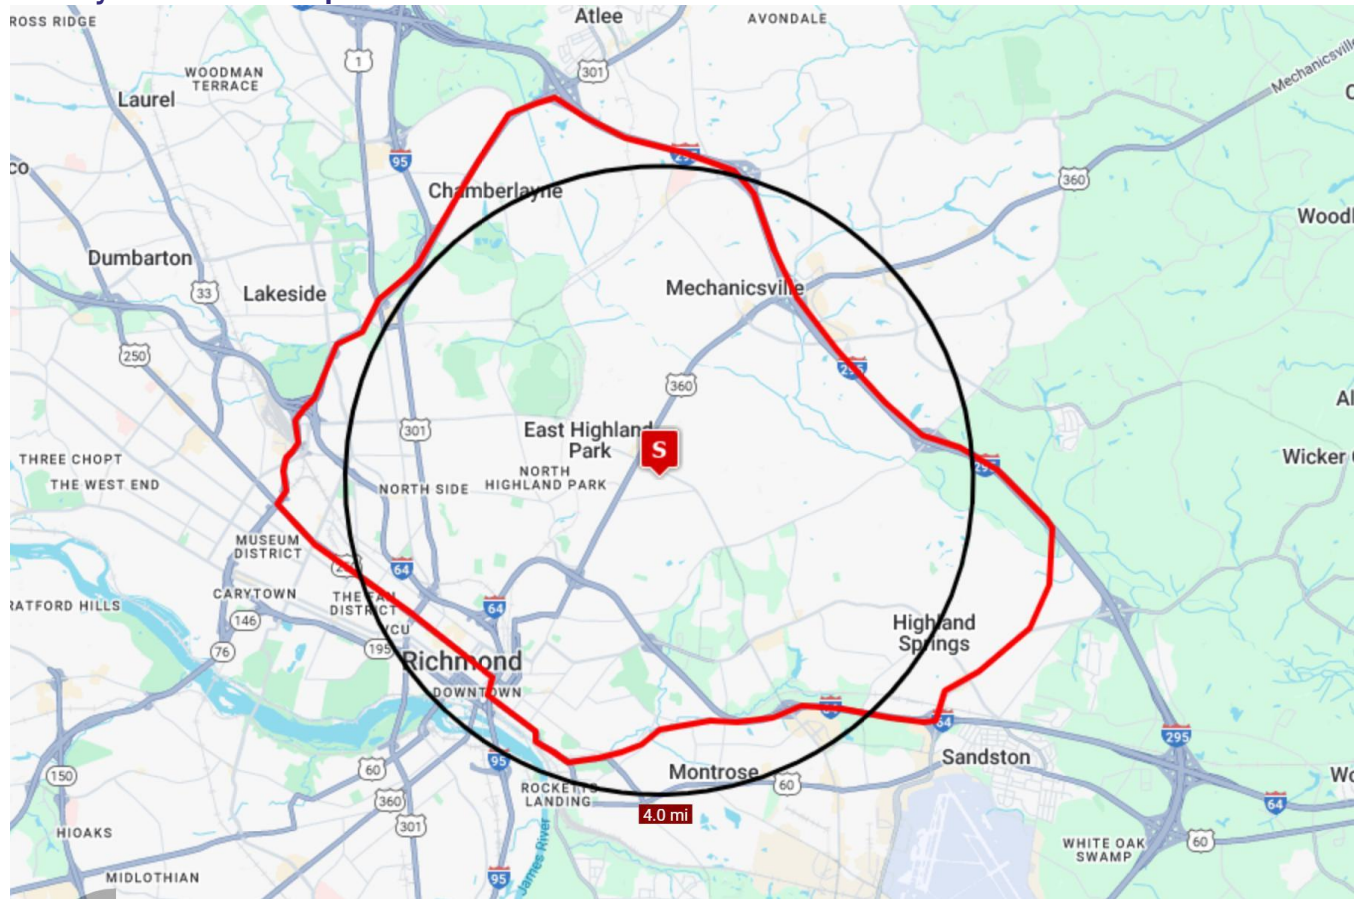 Atlee
AVONDALE
ROSS RIDGE
301
1
WOODMAN
TERRACE
Mechanicsville
Laurel
95
295
360
Chamberlayne
Dumbarton
Lakeside
33
Mechanicsville
250
295
360
301
East Highland
Park
S
THREE CHOPT
THE WEST END
NORTH SIDE
NORTH
HIGHLAND PARK
295
MUSEUM
DISTRICT
64
CARYTOWN
THE FAN
DISTRICT
64
RATFORD HILLS
146
VCU
Highland
Springs
76
195
Richmond
DOWNTOWN
64
64
295
150
60
95
Montrose
60
Sandston
360
ROCKETTS
LANDING
4.0 mi
64
301
HIOAKS
WHITE OAK
SWAMP
60
MIDLOTHIAN
95
James River